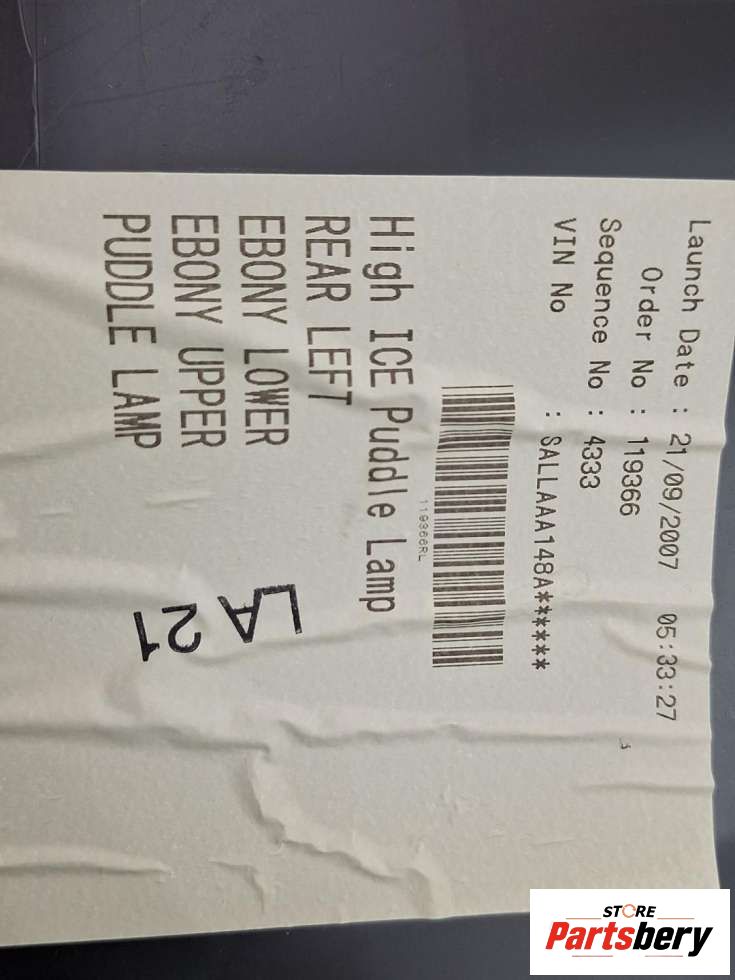 Launch Date : 21/09/2007 05:33:27
Order No : 119366
Sequence No : 4333
VIN No : SALLAAA148A******
119366RL
High ICE Puddle Lamp
REAR LEFT
EBONY LOWER
EBONY UPPER
PUDDLE LAMP
LA 21
STORE
Partsbery